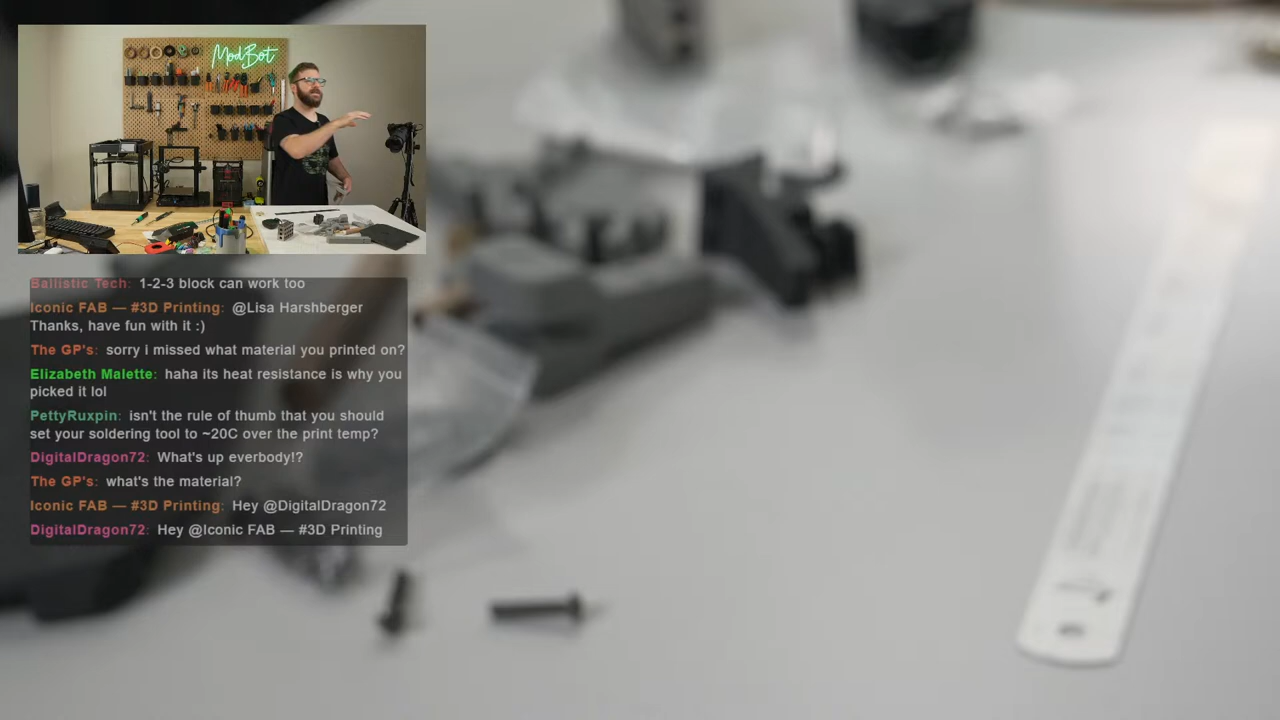 ModBot
Ballistic Tech: 1-2-3 block can work too
Iconic FAB — #3D Printing: @Lisa Harshberger
Thanks, have fun with it :)
The GP's: sorry i missed what material you printed on?
Elizabeth Malette: haha its heat resistance is why you
picked it lol
PettyRuxpin: isn't the rule of thumb that you should
set your soldering tool to ~20C over the print temp?
DigitalDragon72: What's up everbody!?
The GP's: what's the material?
Iconic FAB — #3D Printing: Hey @DigitalDragon72
DigitalDragon72: Hey @Iconic FAB — #3D Printing